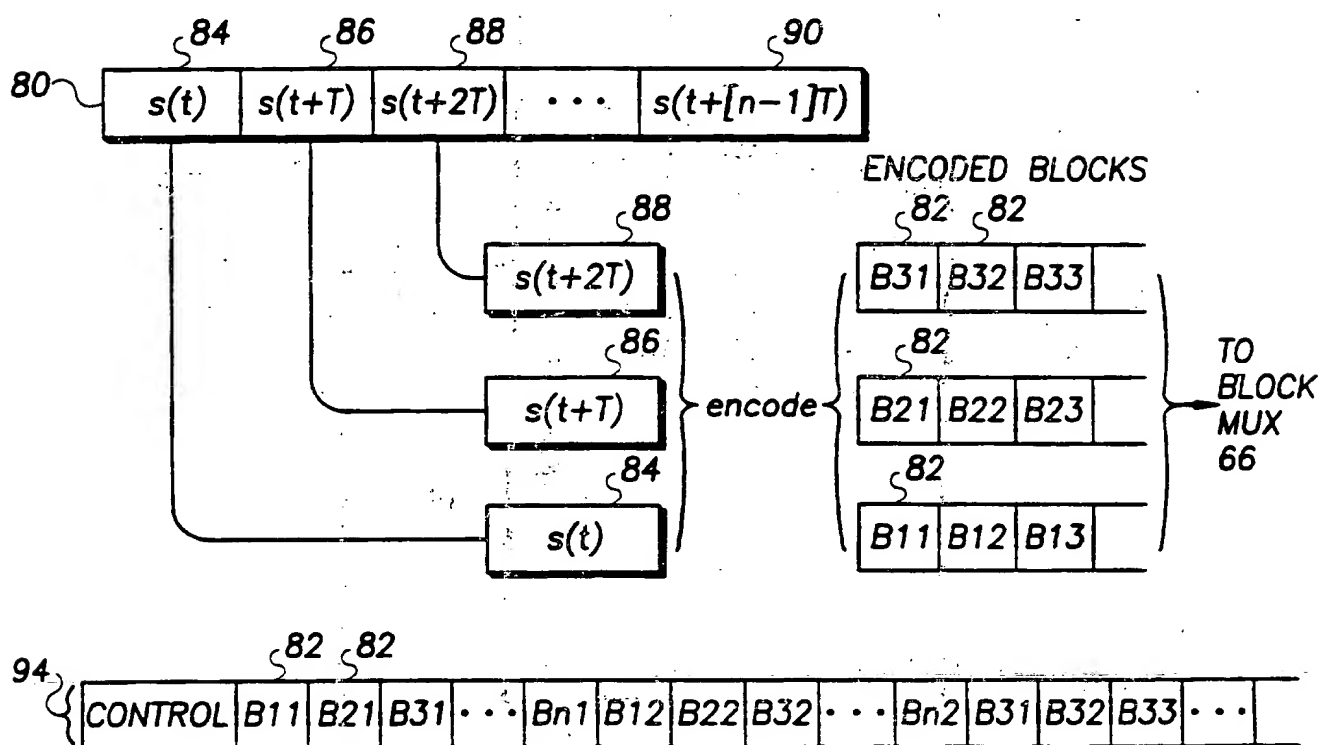 84 86 88 90
80 s(t) s(t+T) s(t+2T) ··· s(t+[n-1]T)
ENCODED BLOCKS
88 82 82
s(t+2T) B31 B32 B33
86 82
s(t+T) encode B21 B22 B23
TO
BLOCK
MUX
66
84 82
s(t) B11 B12 B13
82 82
94 CONTROL B11 B21 B31 ··· Bn1 B12 B22 B32 ··· Bn2 B31 B32 B33 ···